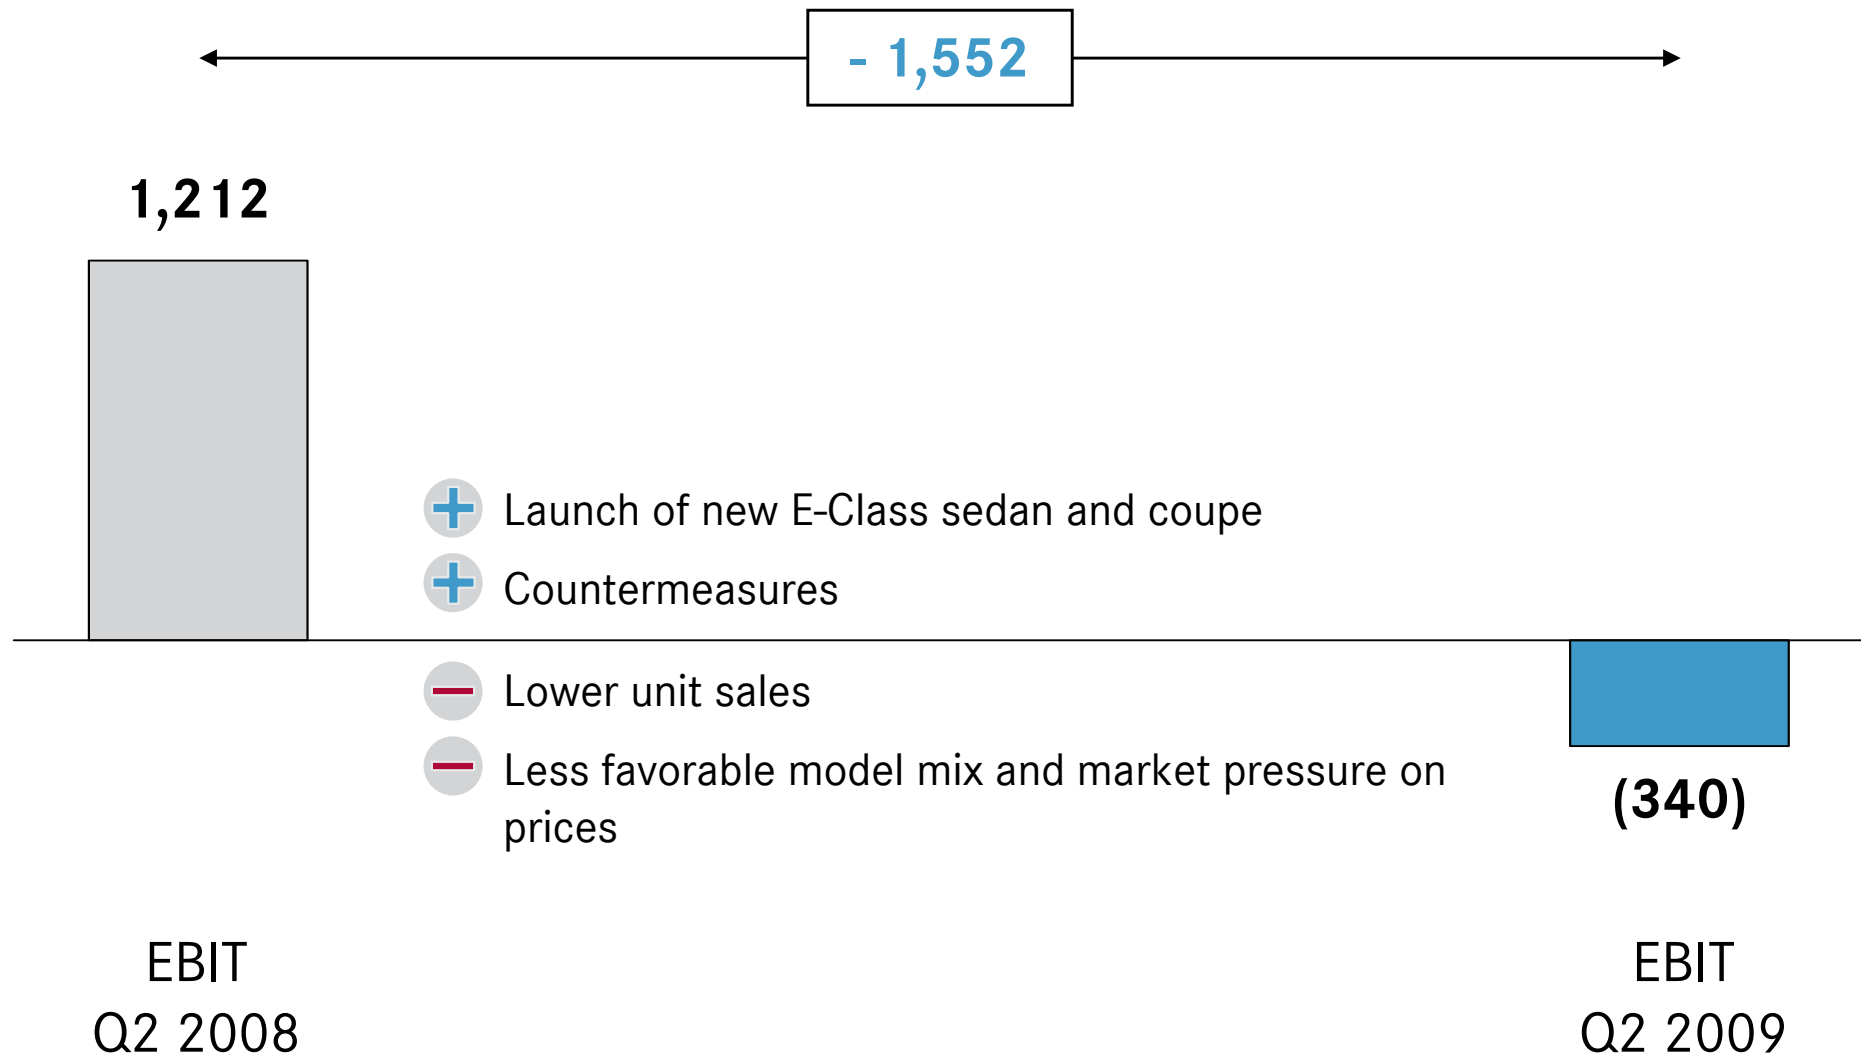 - 1,552
1,212
Launch of new E-Class sedan and coupe
Countermeasures
Lower unit sales
Less favorable model mix and market pressure on
prices
(340)
EBIT
Q2 2008
EBIT
Q2 2009